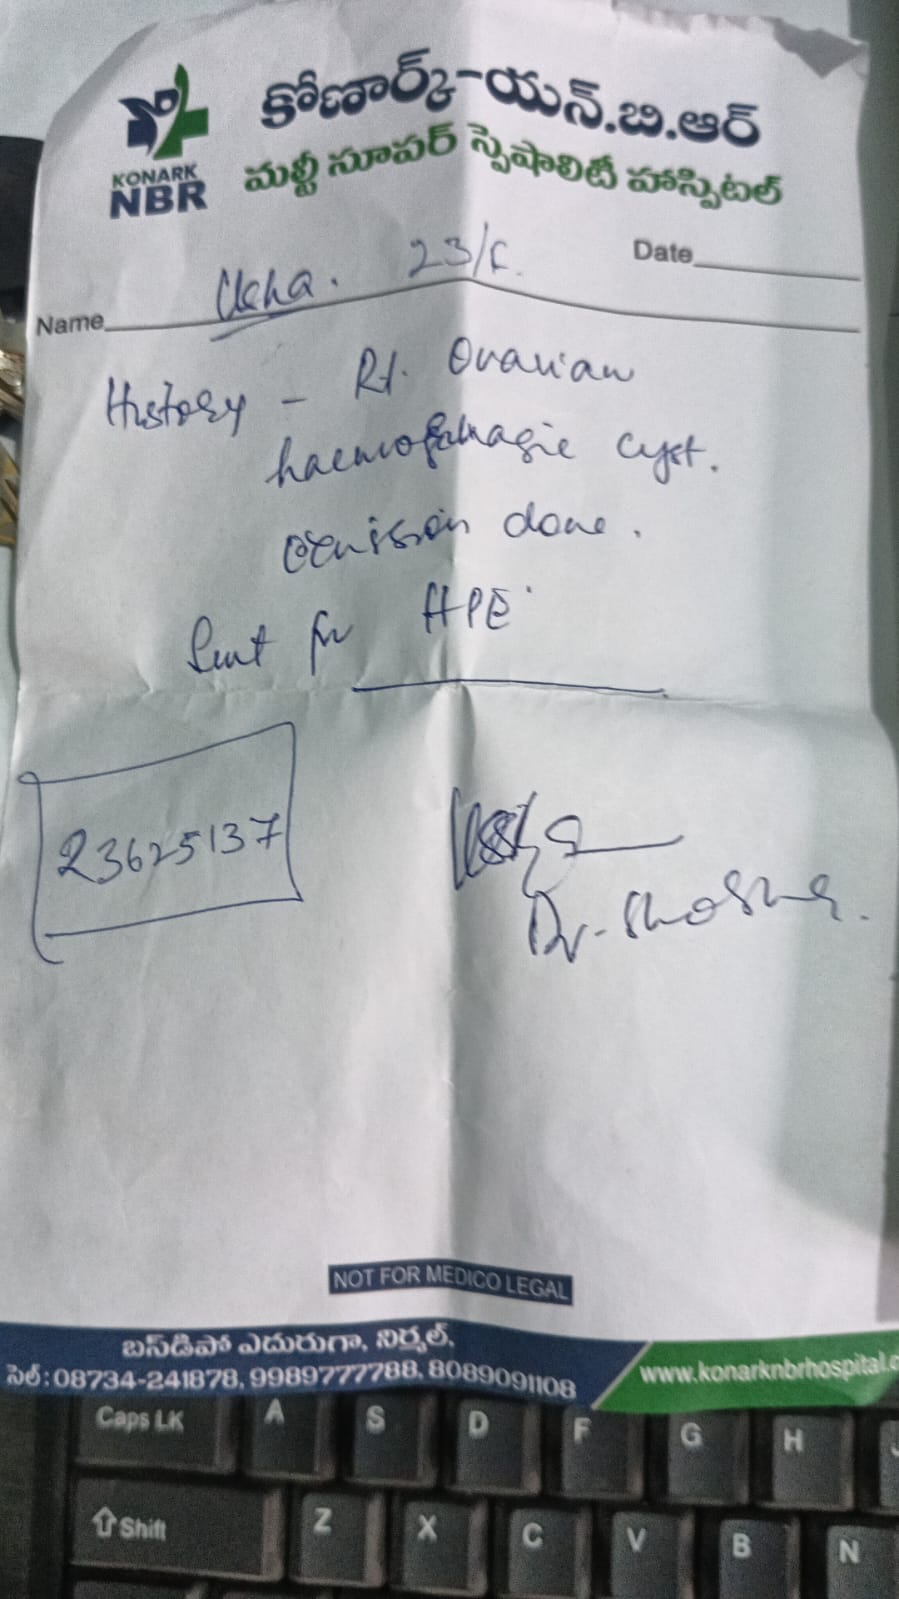 కోణార్క్-యన్.బి.ఆర్
KONARK
NBR
మల్టీ సూపర్ స్పెషాలిటీ హాస్పిటల్
Date
Name Usha. 23/F.
History - Rt. Ovarian
haemorrhagic cyst.
excision done.
Sent for HPE
23625137
Dr. Shobha.
NOT FOR MEDICO LEGAL
బస్‌డిపో ఎదురుగా, నిర్మల్.
సెల్: 08734-241878, 9989777788, 8089091108
www.konarknbrhospital.c
Caps LK A S D F G H
Shift Z X C V B N